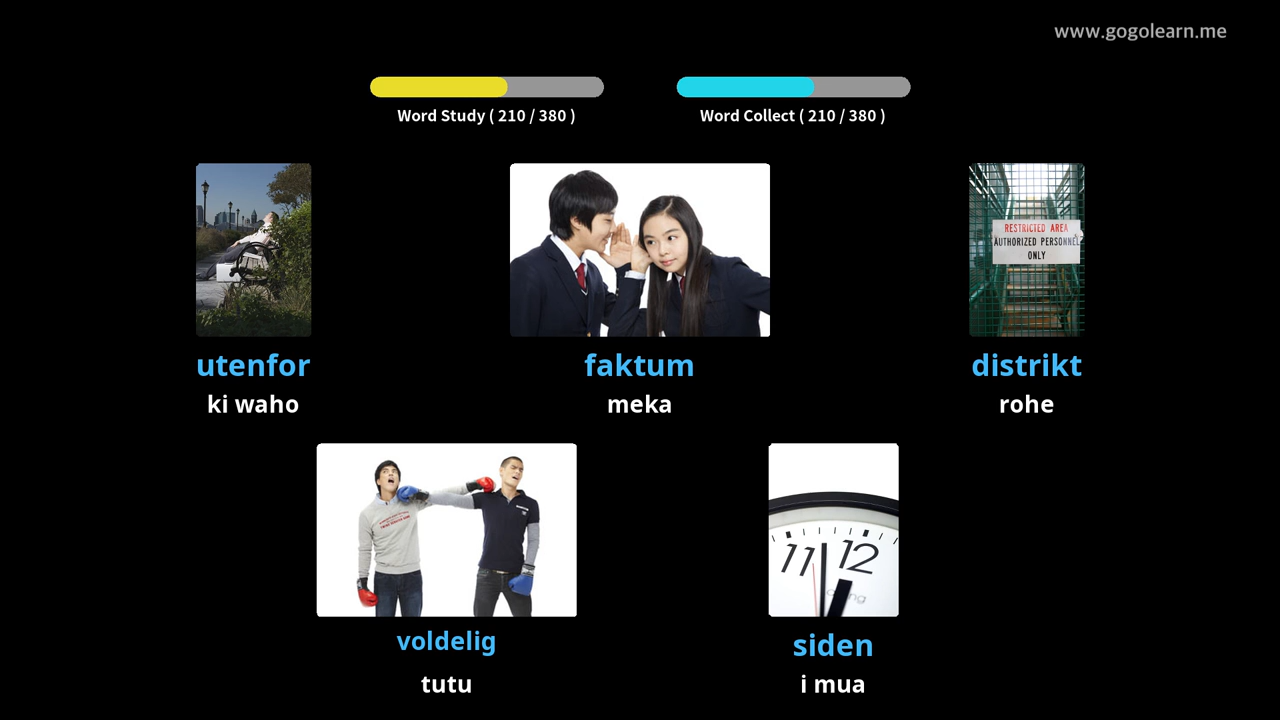 www.gogolearn.me
Word Study ( 210 / 380 )
Word Collect ( 210 / 380 )
RESTRICTED AREA
AUTHORIZED PERSONNEL
ONLY
utenfor
ki waho
faktum
meka
distrikt
rohe
11 12
voldelig
tutu
siden
i mua